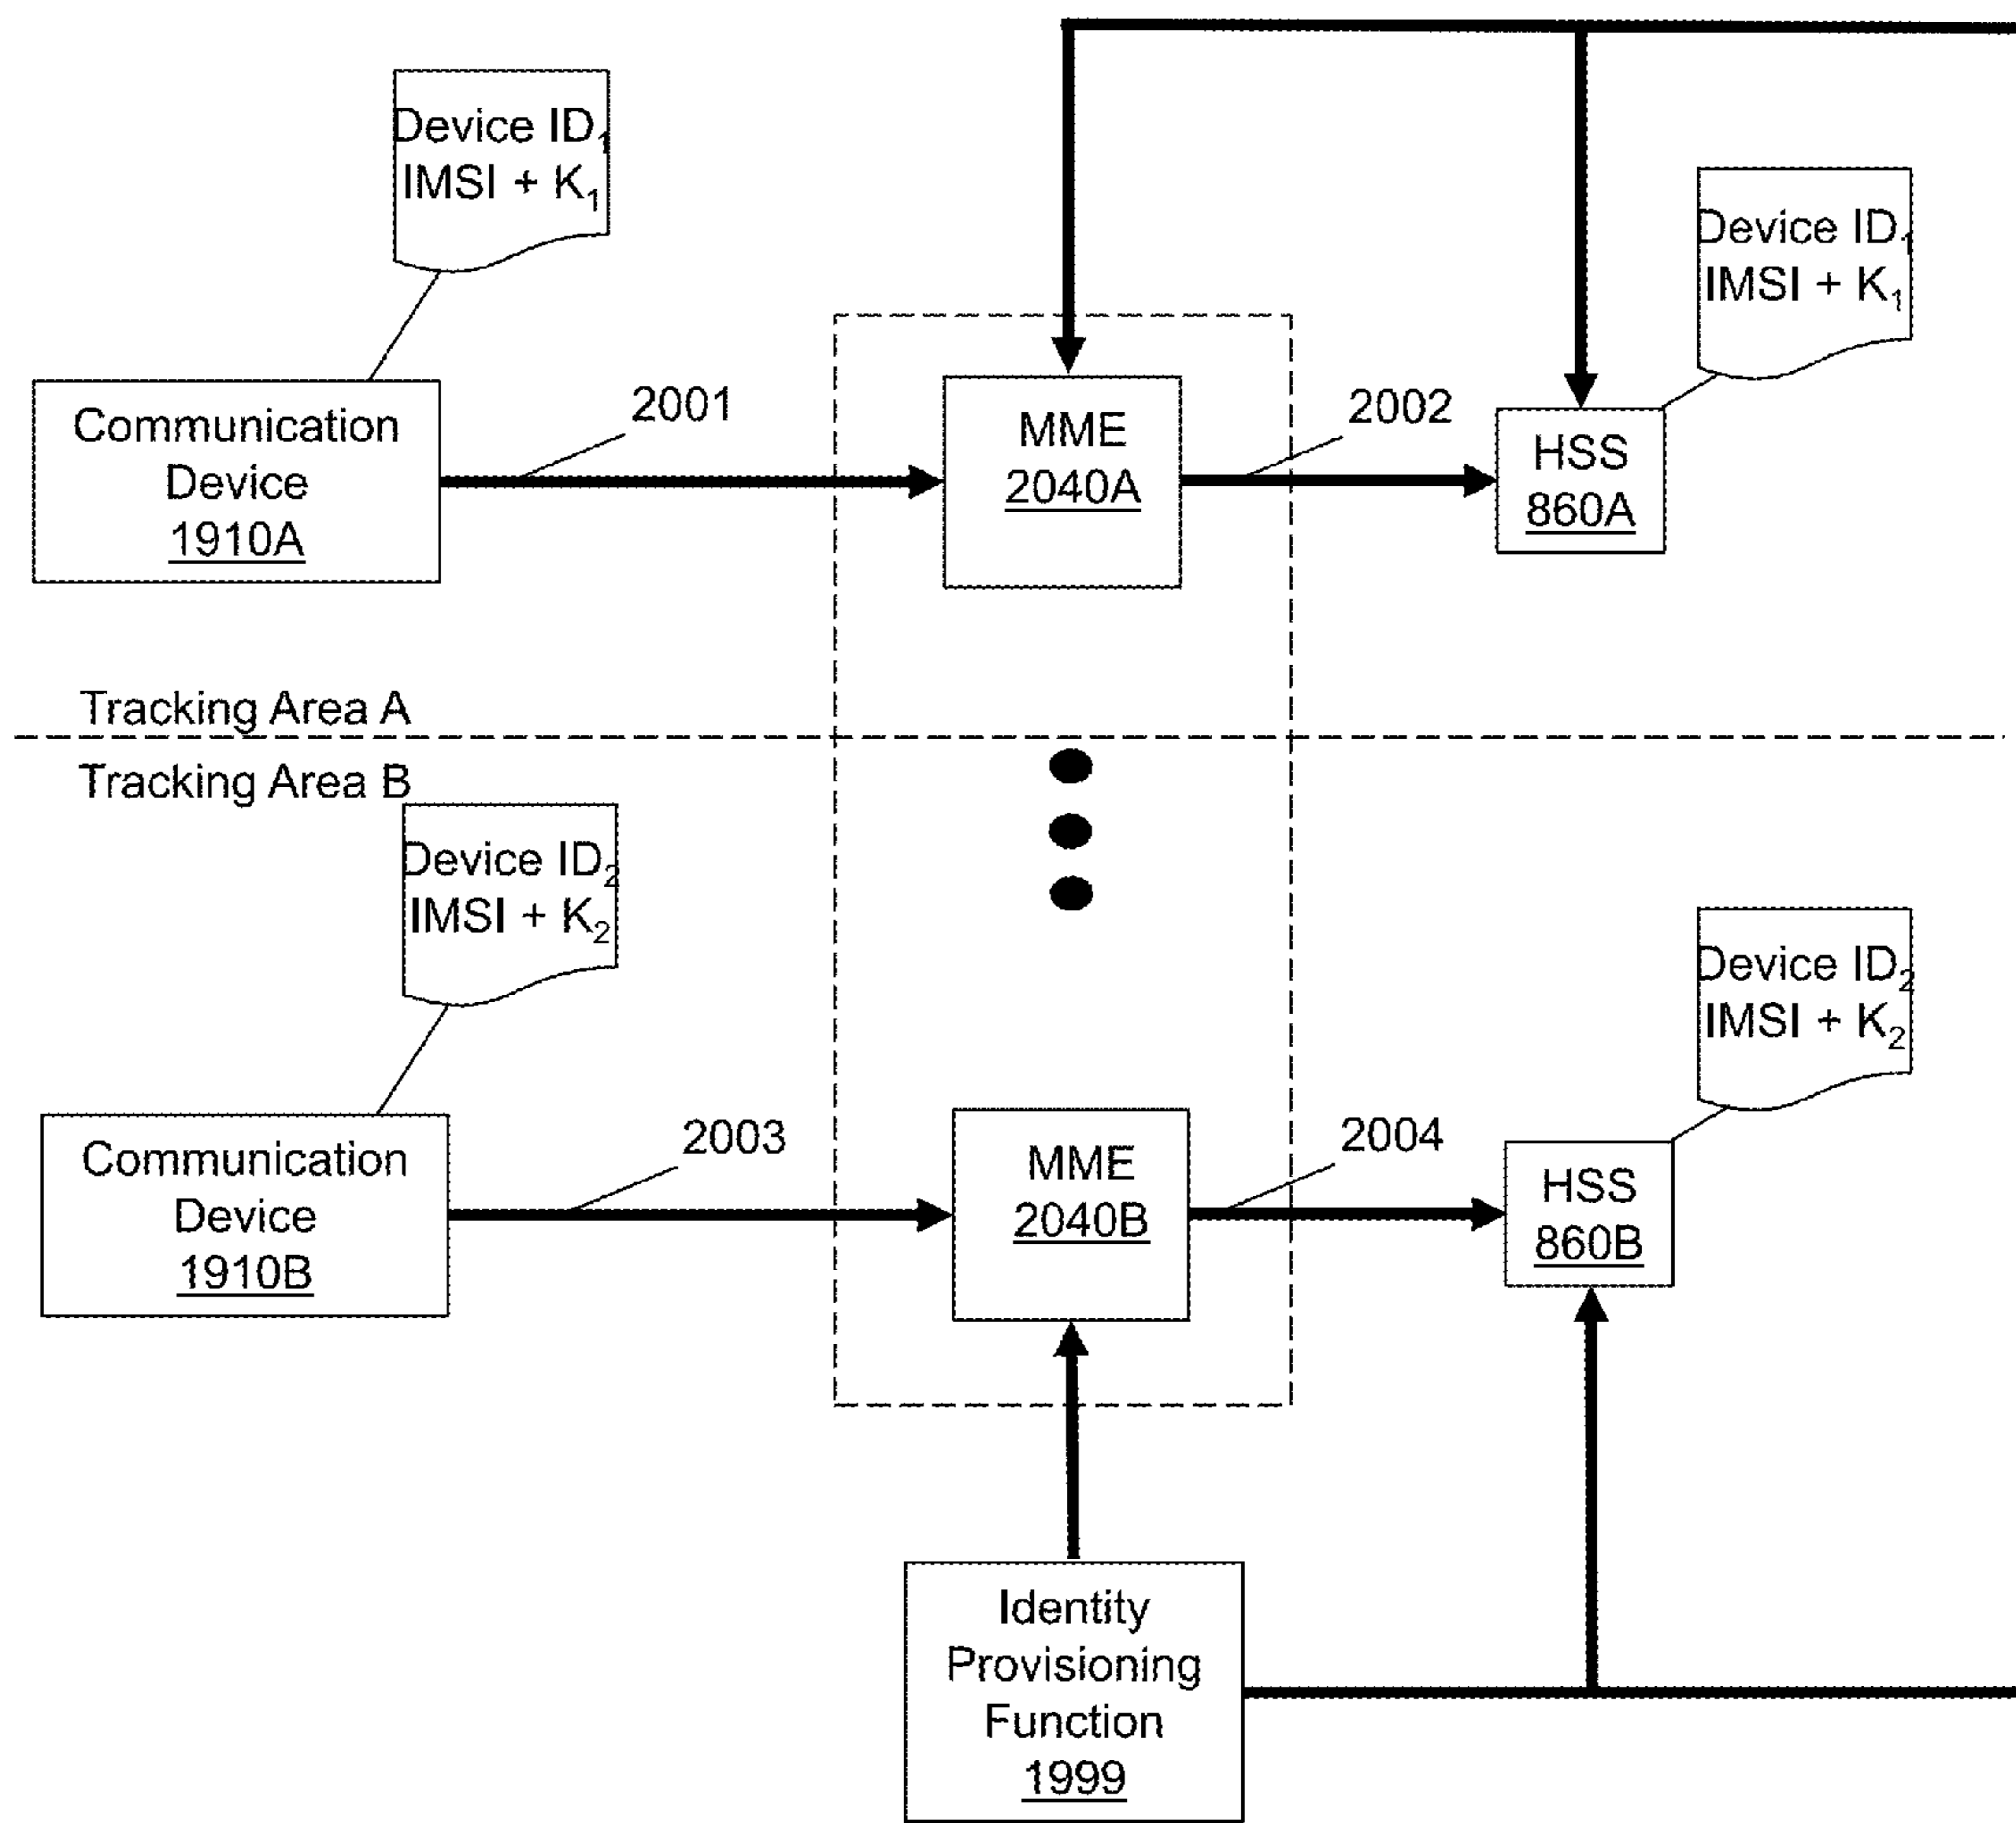 Device ID₁
IMSI + K₁
Device ID₁
IMSI + K₁
Communication
Device
1910A
2001
MME
2040A
2002
HSS
860A
Tracking Area A
Tracking Area B
Device ID₂
IMSI + K₂
Device ID₂
IMSI + K₂
Communication
Device
1910B
2003
MME
2040B
2004
HSS
860B
Identity
Provisioning
Function
1999